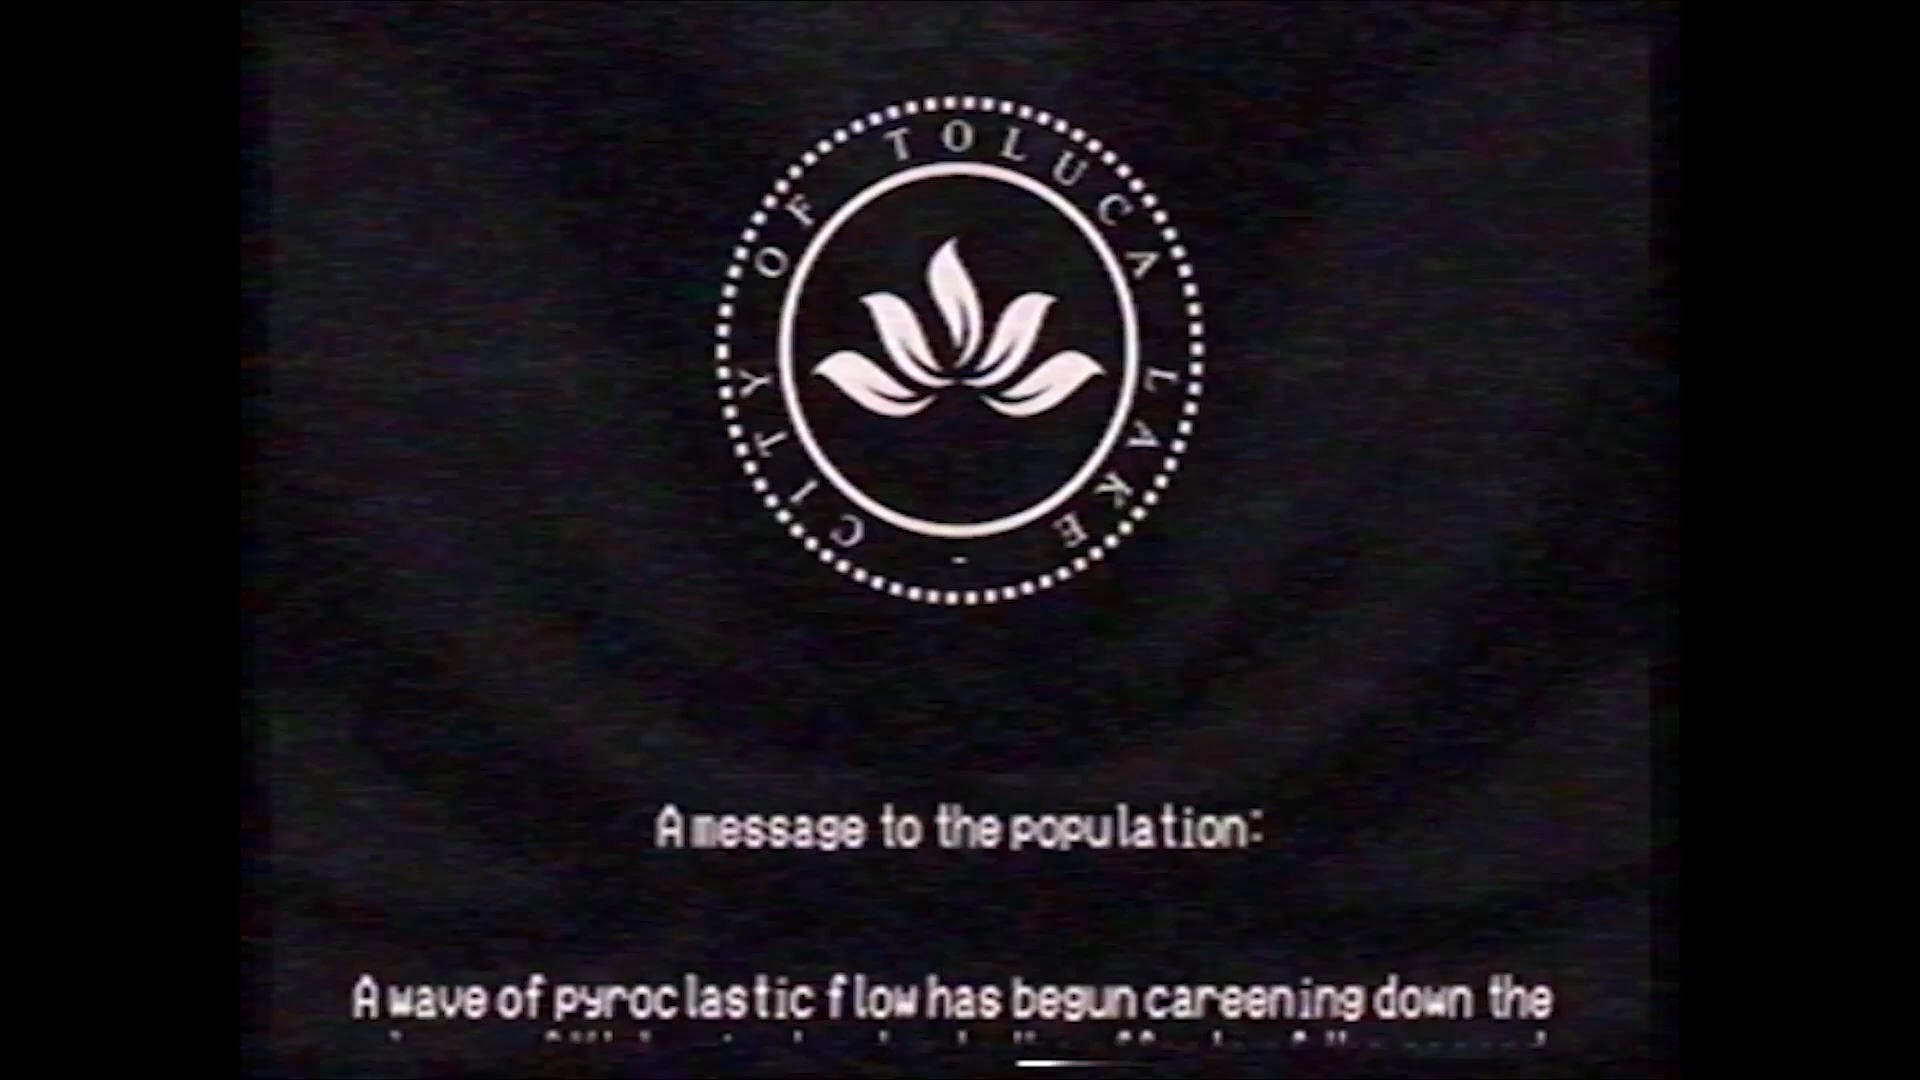 CITY OF TOLUCA LAKE -
A message to the population:
A wave of pyroclastic flow has begun careening down the